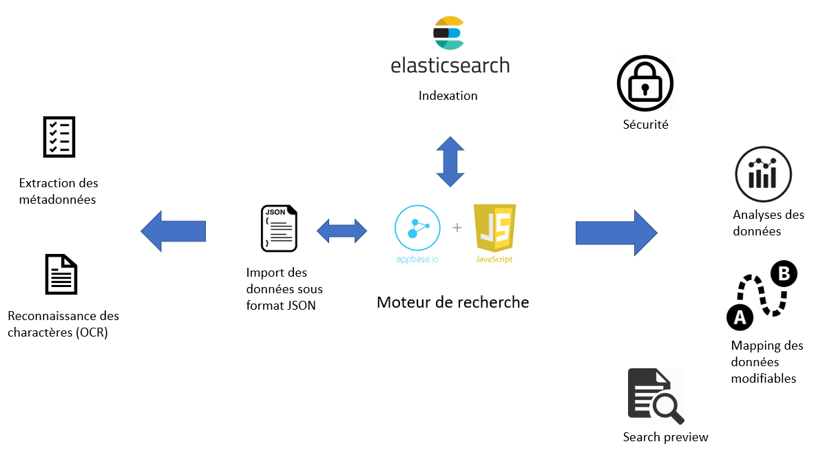 elasticsearch
Indexation
Sécurité
Extraction des
métadonnées
JSON
Analyses des
données
appbase.io
+
JS
JavaScript
Import des
données sous
format JSON
Moteur de recherche
Reconnaissance des
charactères (OCR)
B
A
Mapping des
données
modifiables
Search preview